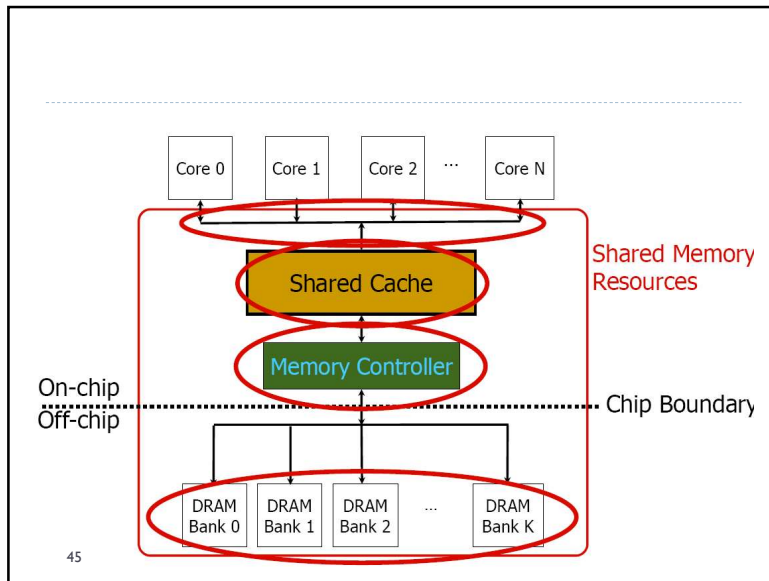 Core 0
Core 1
Core 2
...
Core N
Shared Cache
Shared Memory
Resources
Memory Controller
On-chip
Off-chip
Chip Boundary
DRAM
Bank 0
DRAM
Bank 1
DRAM
Bank 2
...
DRAM
Bank K
45